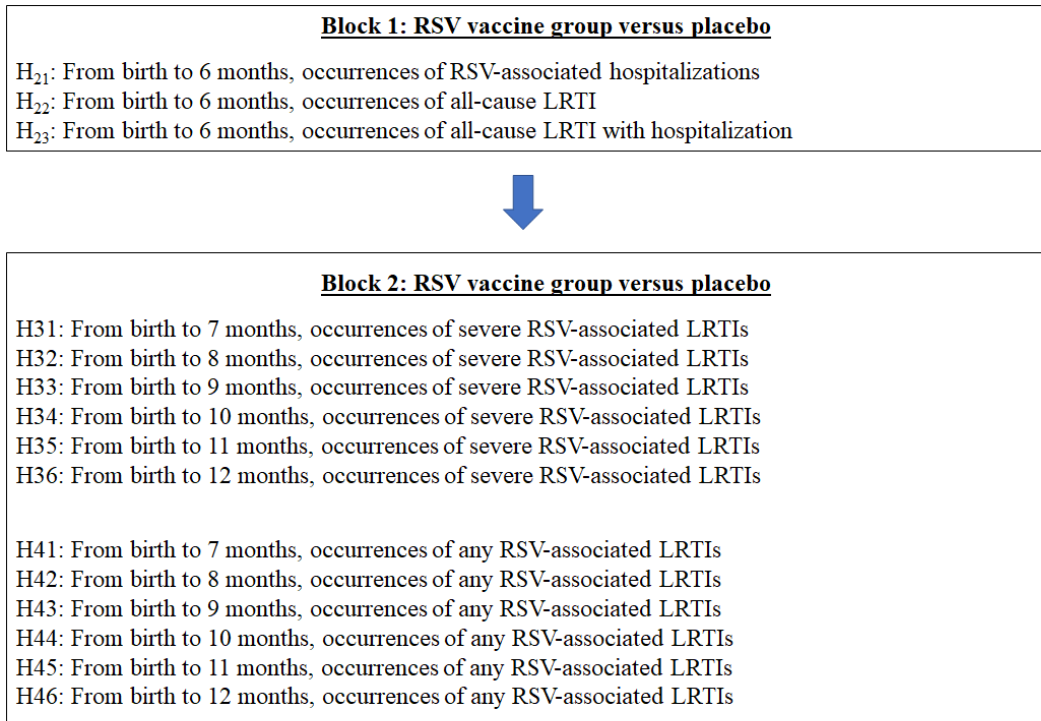 Block 1: RSV vaccine group versus placebo
H₂₁: From birth to 6 months, occurrences of RSV-associated hospitalizations
H₂₂: From birth to 6 months, occurrences of all-cause LRTI
H₂₃: From birth to 6 months, occurrences of all-cause LRTI with hospitalization
Block 2: RSV vaccine group versus placebo
H31: From birth to 7 months, occurrences of severe RSV-associated LRTIs
H32: From birth to 8 months, occurrences of severe RSV-associated LRTIs
H33: From birth to 9 months, occurrences of severe RSV-associated LRTIs
H34: From birth to 10 months, occurrences of severe RSV-associated LRTIs
H35: From birth to 11 months, occurrences of severe RSV-associated LRTIs
H36: From birth to 12 months, occurrences of severe RSV-associated LRTIs
H41: From birth to 7 months, occurrences of any RSV-associated LRTIs
H42: From birth to 8 months, occurrences of any RSV-associated LRTIs
H43: From birth to 9 months, occurrences of any RSV-associated LRTIs
H44: From birth to 10 months, occurrences of any RSV-associated LRTIs
H45: From birth to 11 months, occurrences of any RSV-associated LRTIs
H46: From birth to 12 months, occurrences of any RSV-associated LRTIs